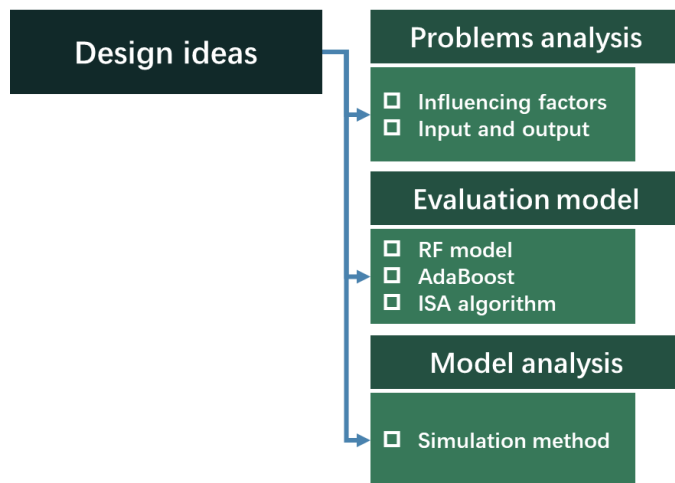 Design ideas
Problems analysis
Influencing factors
Input and output
Evaluation model
RF model
AdaBoost
ISA algorithm
Model analysis
Simulation method